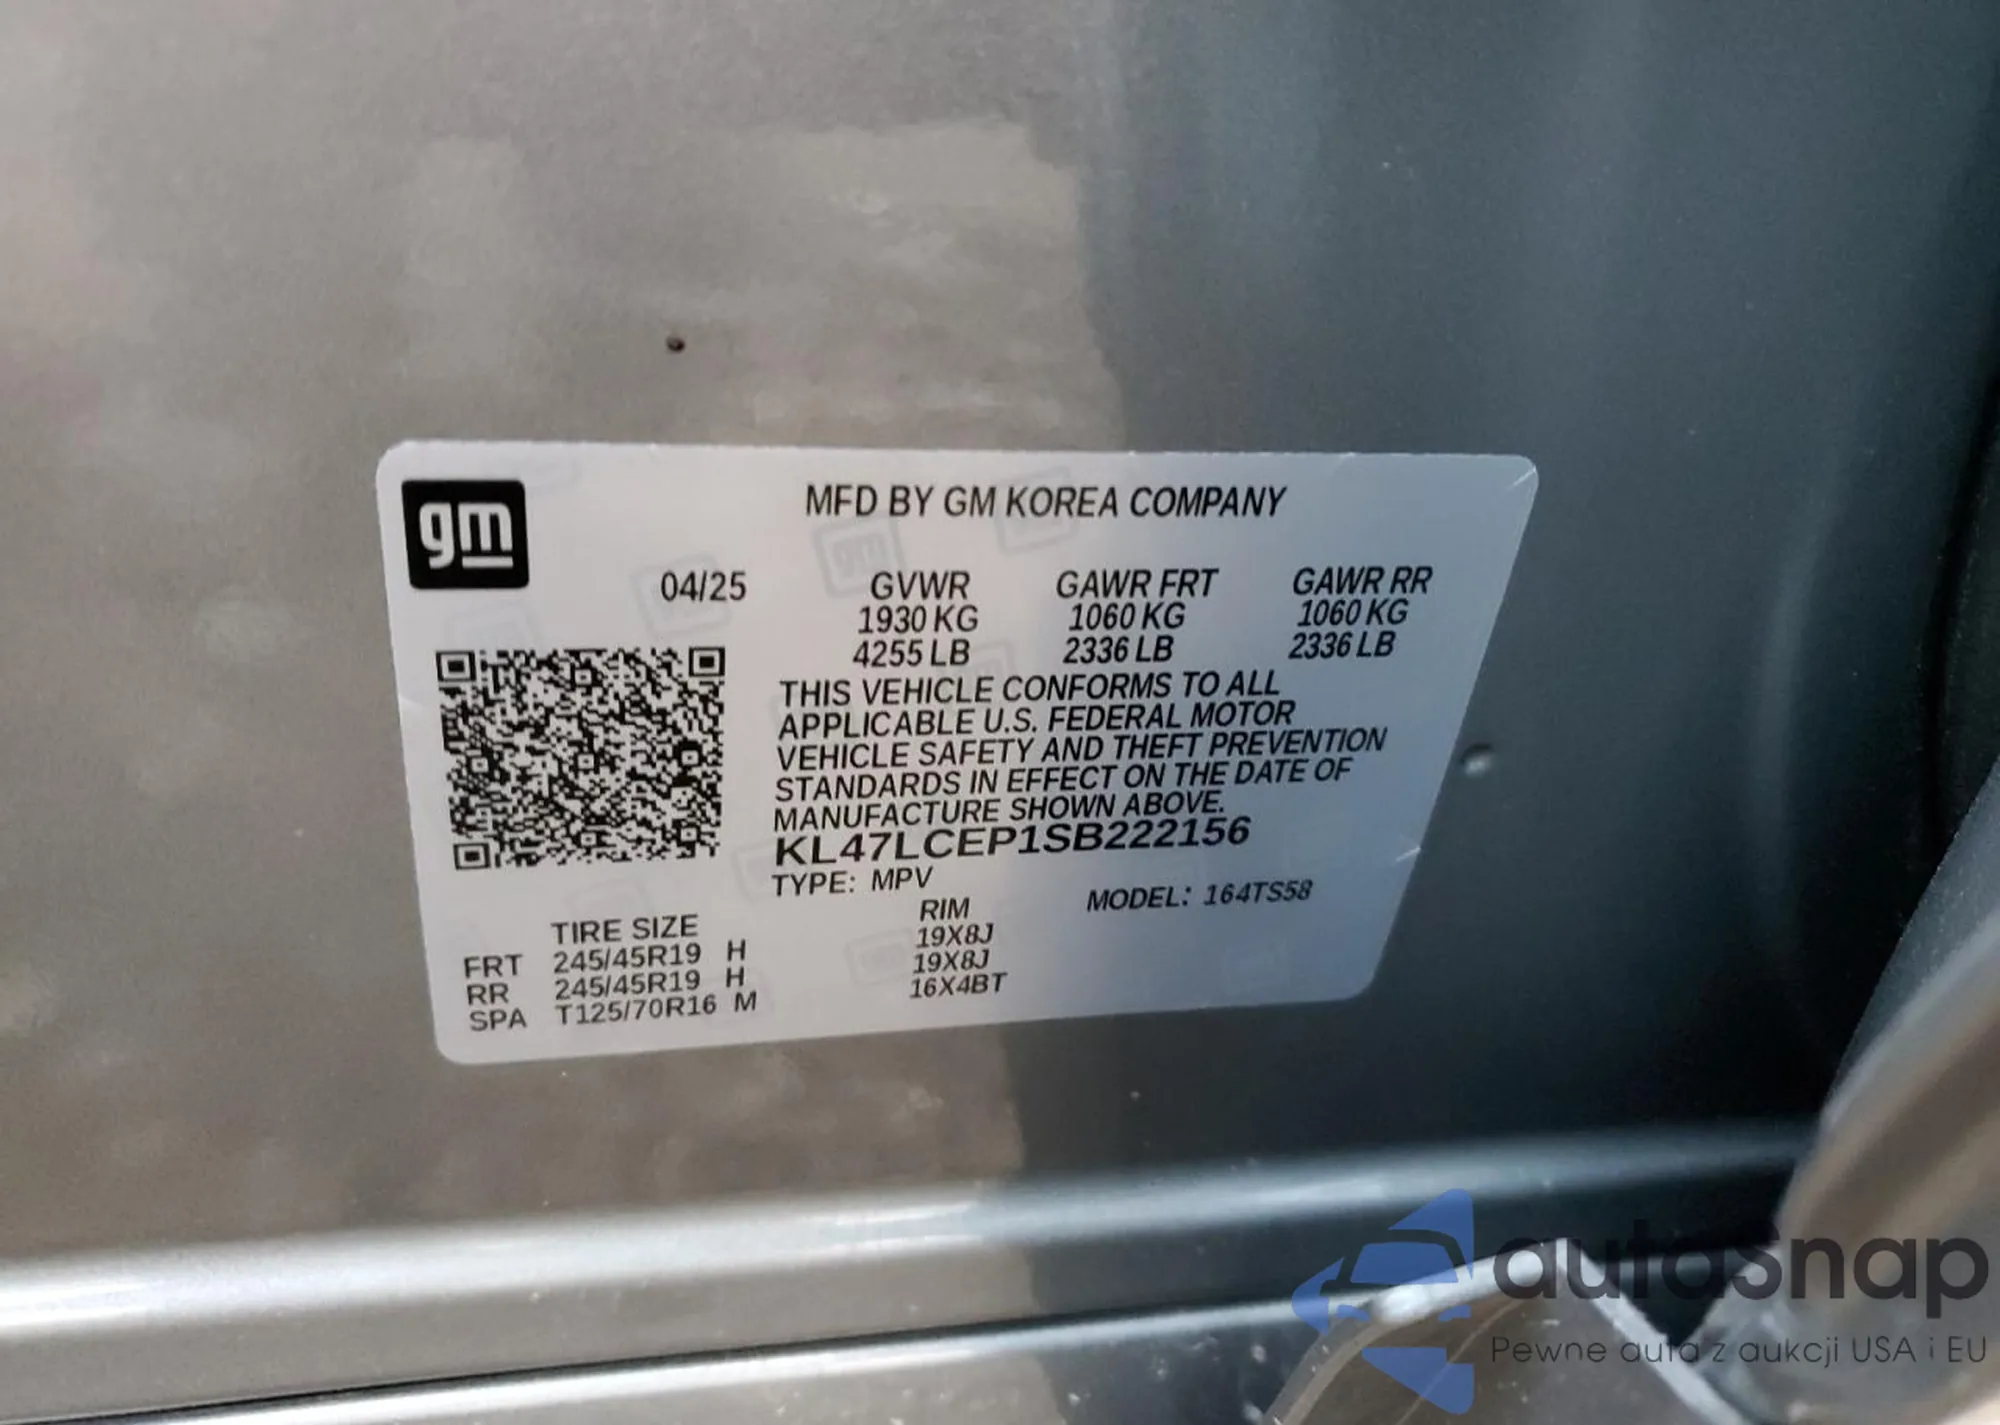 gm
MFD BY GM KOREA COMPANY
04/25 GVWR GAWR FRT GAWR RR
1930 KG 1060 KG 1060 KG
4255 LB 2336 LB 2336 LB
THIS VEHICLE CONFORMS TO ALL
APPLICABLE U.S. FEDERAL MOTOR
VEHICLE SAFETY AND THEFT PREVENTION
STANDARDS IN EFFECT ON THE DATE OF
MANUFACTURE SHOWN ABOVE.
KL47LCEP1SB222156
TYPE: MPV MODEL: 164TS58
TIRE SIZE RIM
FRT 245/45R19 H 19X8J
RR 245/45R19 H 19X8J
SPA T125/70R16 M 16X4BT
autasnap
Pewne auta z aukcji USA i EU